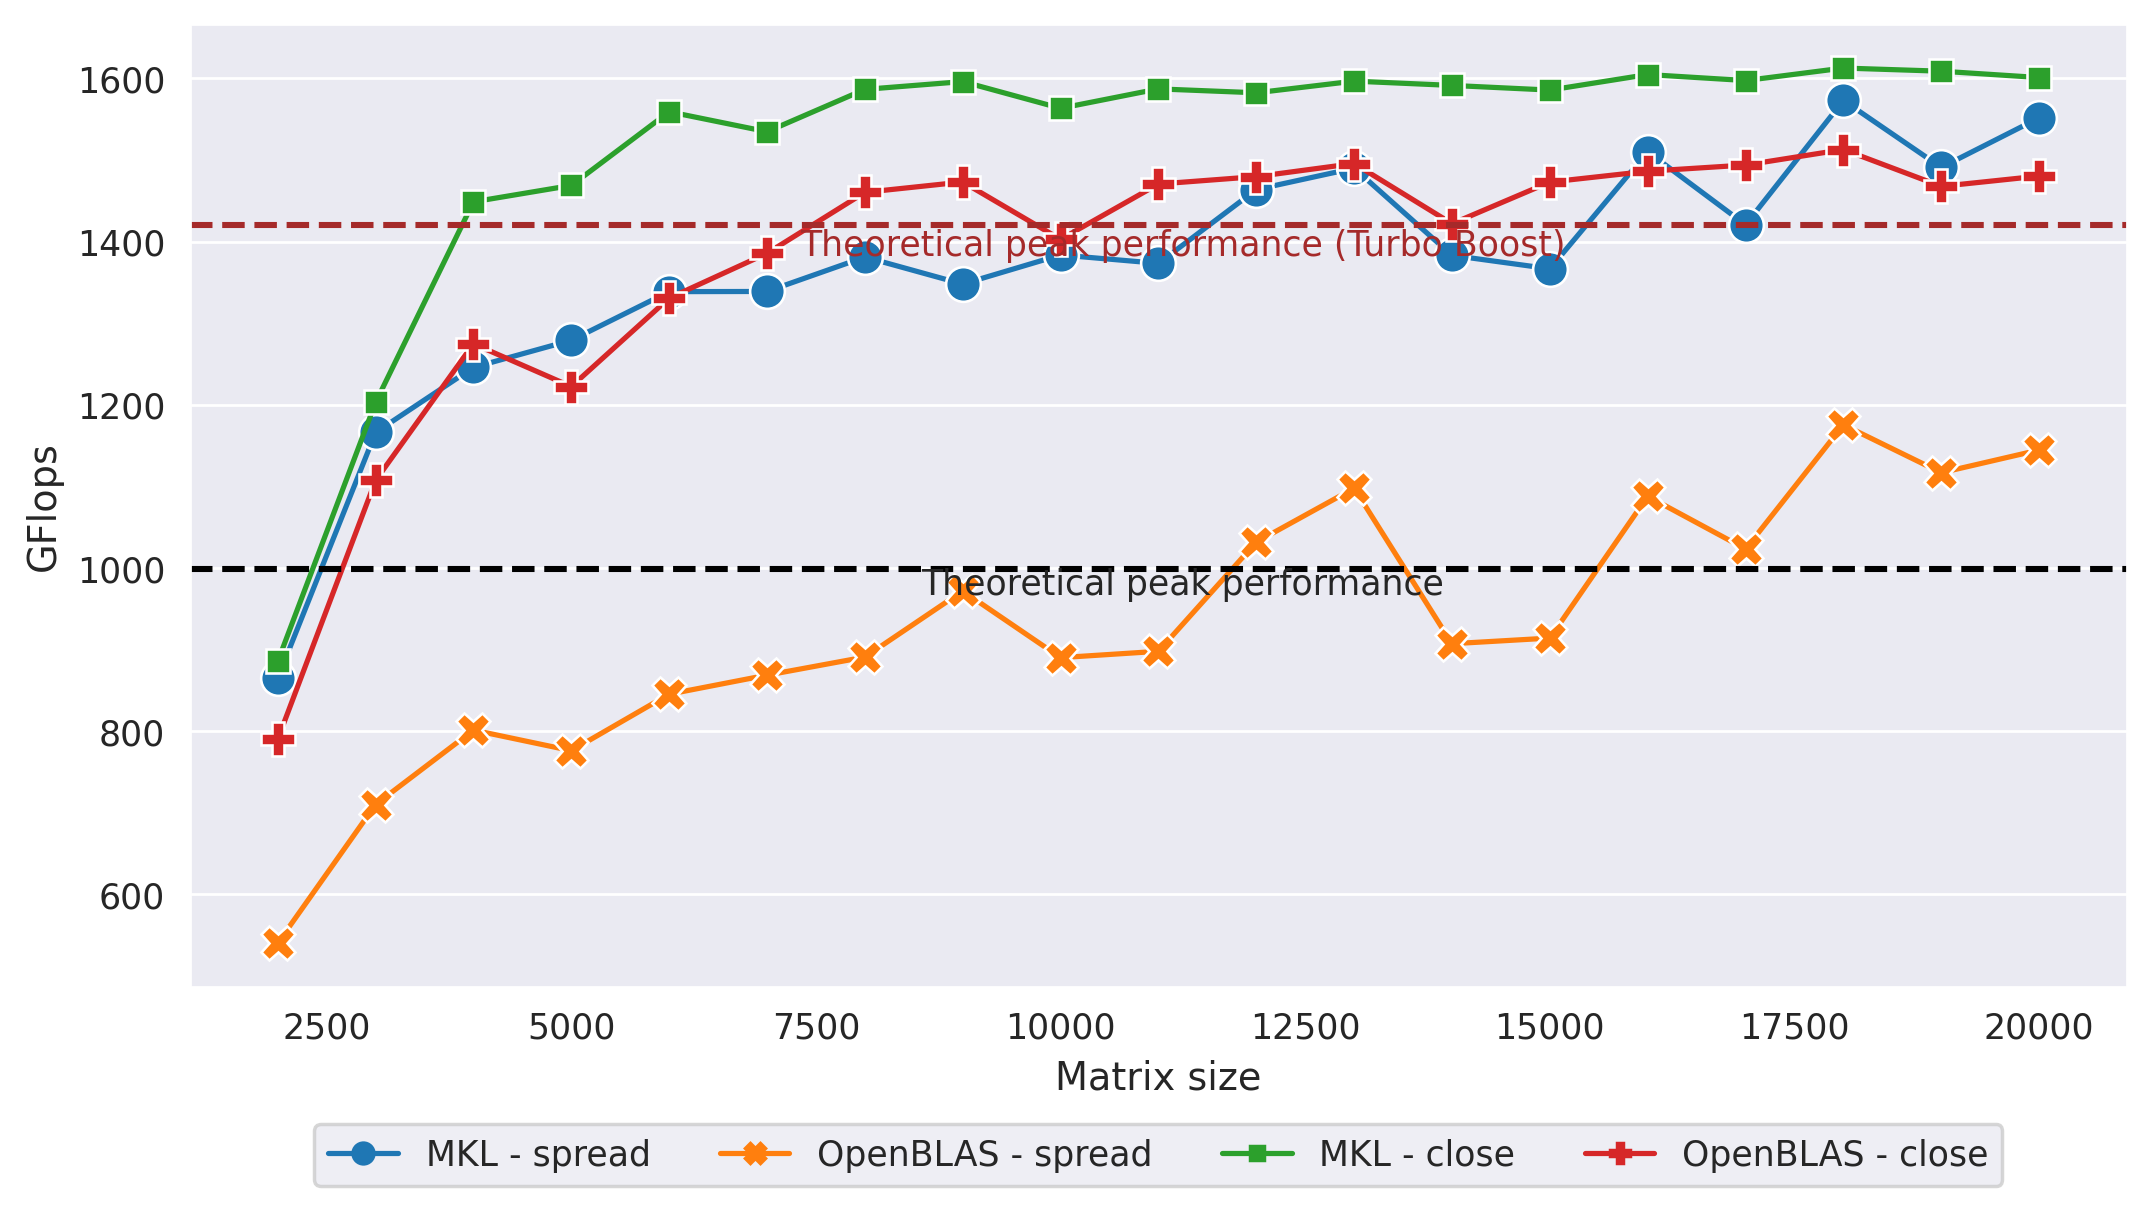 1600
1400
1200
1000
800
600
GFlops
Theoretical peak performance (Turbo Boost)
Theoretical peak performance
2500 5000 7500 10000 12500 15000 17500 20000
Matrix size
MKL - spread OpenBLAS - spread MKL - close OpenBLAS - close